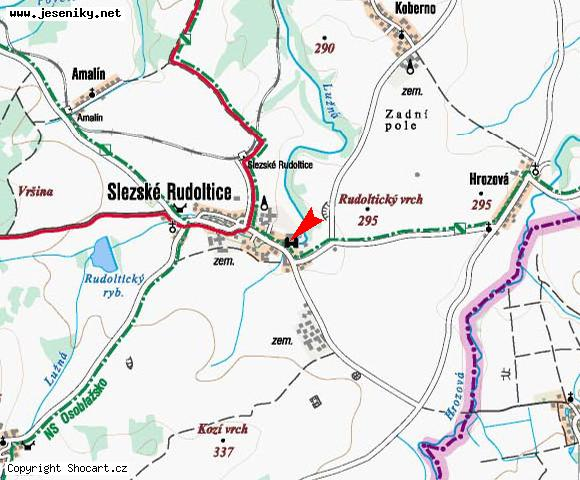 www.jeseniky.net
Koberno
290
Amalín
zem.
Lužná
Zadní
pole
Amalín
Slezské Rudoltice
Vršina
Slezské Rudoltice
Hrozová
Rudoltický vrch
295
295
zem.
Rudoltický
ryb.
zem.
Lužná
NS Osoblažsko
Hrozová
Kozí vrch
337
Copyright Shocart.cz